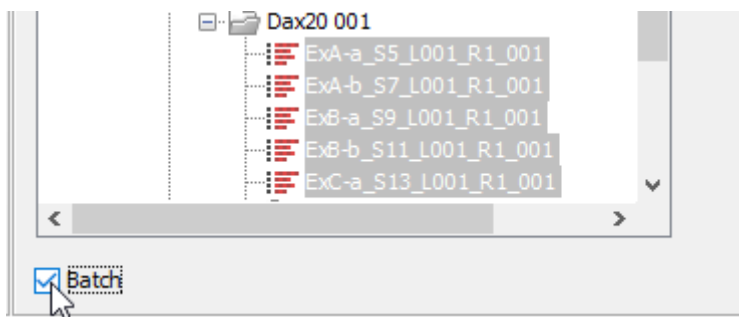 Dax20 001
ExA-a_S5_L001_R1_001
ExA-b_S7_L001_R1_001
ExB-a_S9_L001_R1_001
ExB-b_S11_L001_R1_001
ExC-a_S13_L001_R1_001
Batch